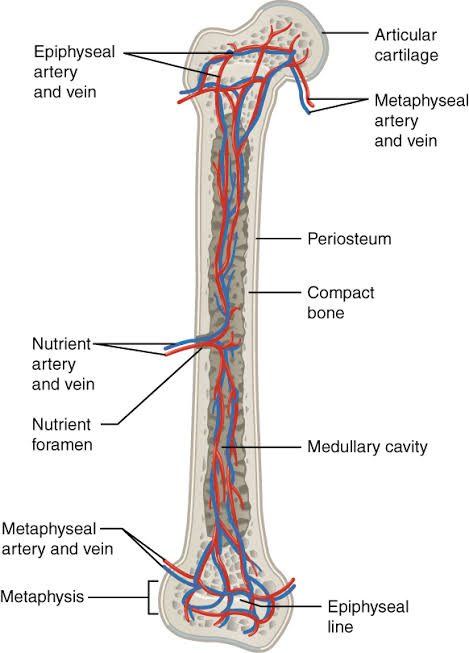 Epiphyseal
artery
and vein
Articular
cartilage
Metaphyseal
artery
and vein
Periosteum
Compact
bone
Nutrient
artery
and vein
Nutrient
foramen
Medullary cavity
Metaphyseal
artery and vein
Metaphysis
Epiphyseal
line